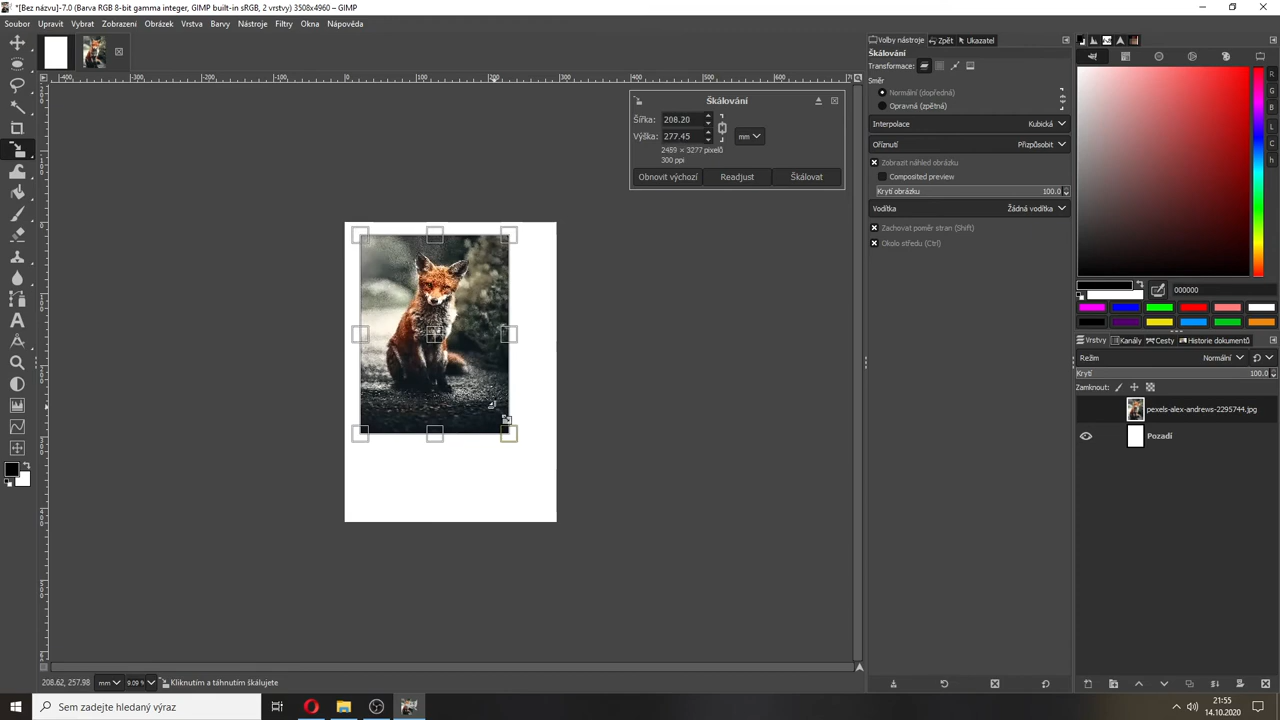 *[Bez názvu]-7.0 (Barva RGB 8-bit gamma integer, GIMP built-in sRGB, 2 vrstvy) 3508x4960 – GIMP
Soubor Upravit Vybrat Zobrazení Obrázek Vrstva Barvy Nástroje Filtry Okna Nápověda
Škálování
Šířka: 208.20
Výška: 277.45
mm
2459 × 3277 pixelů
300 ppi
Obnovit výchozí Readjust Škálovat
Volby nástroje Zpět Ukazatel
Škálování
Transformace:
Směr
Normální (dopředná)
Opravná (zpětná)
Interpolace Kubická
Oříznutí Přizpůsobit
Zobrazit náhled obrázku
Composited preview
Krytí obrázku 100.0
Vodítka Žádná vodítka
Zachovat poměr stran (Shift)
Okolo středu (Ctrl)
R
G
B
L
C
h
000000
Vrstvy Kanály Cesty Historie dokumentů
Režim Normální
Krytí 100.0
Zamknout:
pexels-alex-andrews-2295744.jpg
Pozadí
208.62, 257.98 mm 9.09 % Kliknutím a táhnutím škálujete
Sem zadejte hledaný výraz
21:55
14.10.2020